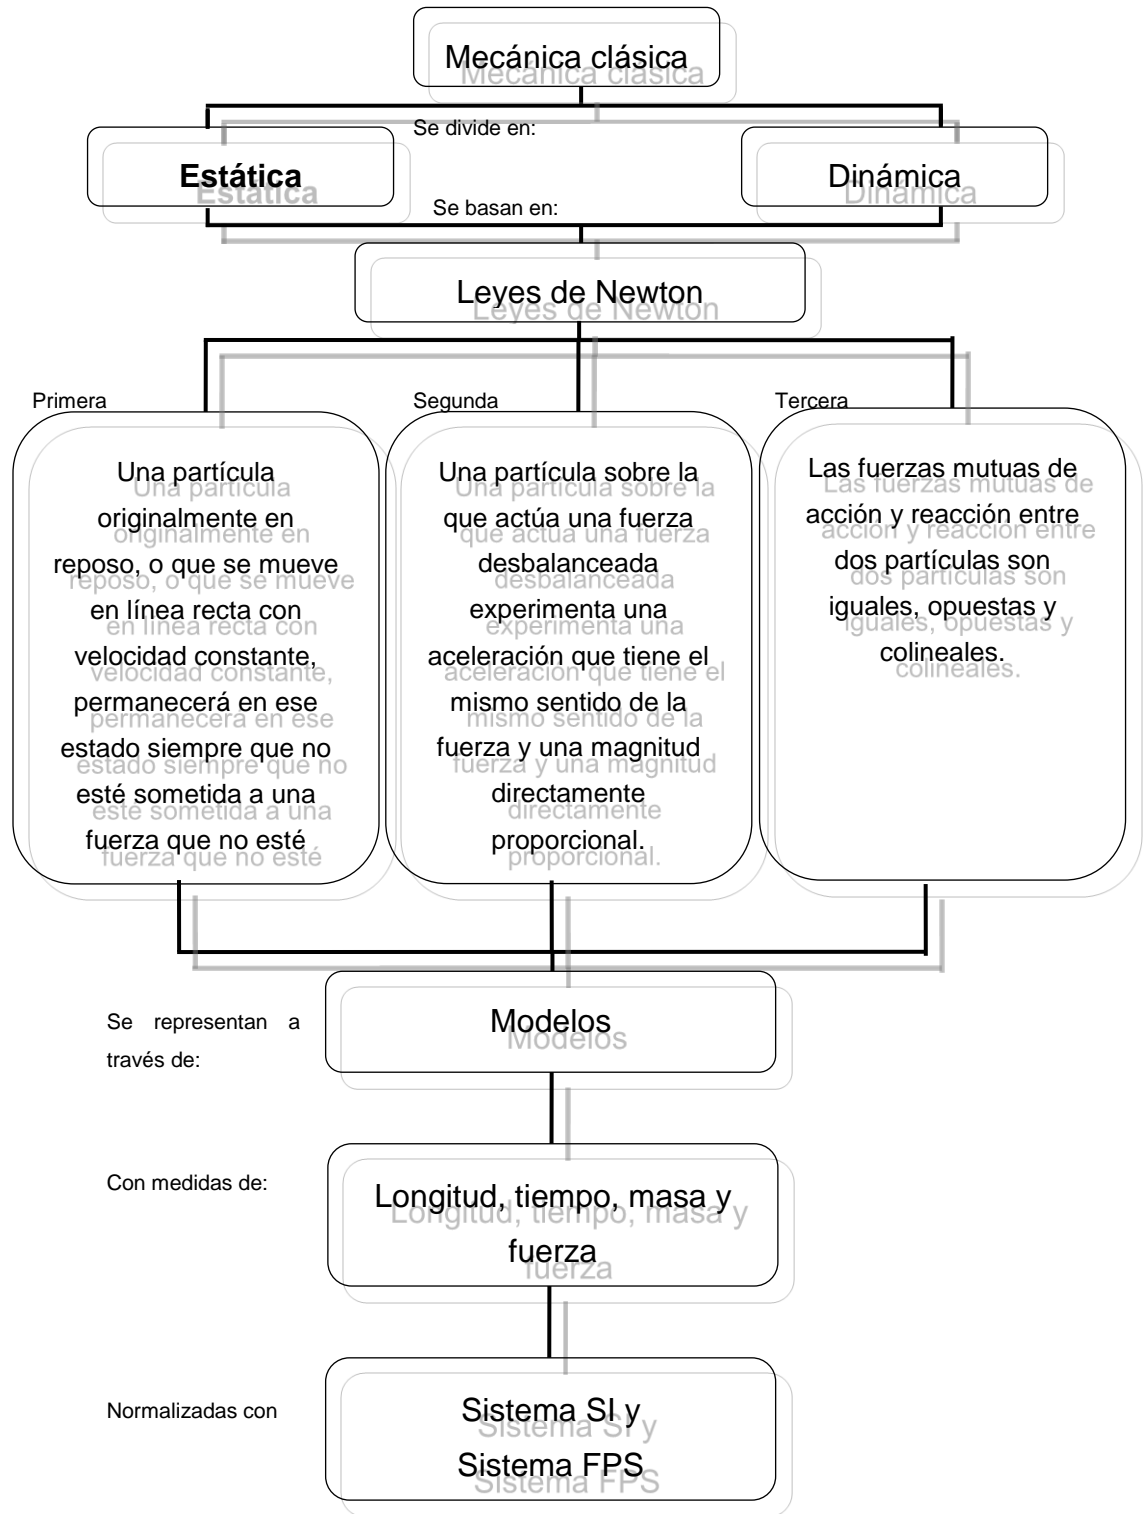 Mecánica clásica
Se divide en:
Estática
Dinámica
Se basan en:
Leyes de Newton
Primera
Segunda
Tercera
Una partícula
originalmente en
reposo, o que se mueve
en línea recta con
velocidad constante,
permanecerá en ese
estado siempre que no
esté sometida a una
fuerza que no esté
Una partícula sobre la
que actúa una fuerza
desbalanceada
experimenta una
aceleración que tiene el
mismo sentido de la
fuerza y una magnitud
directamente
proporcional.
Las fuerzas mutuas de
acción y reacción entre
dos partículas son
iguales, opuestas y
colineales.
Se representan a
través de:
Modelos
Con medidas de:
Longitud, tiempo, masa y
fuerza
Normalizadas con
Sistema SI y
Sistema FPS